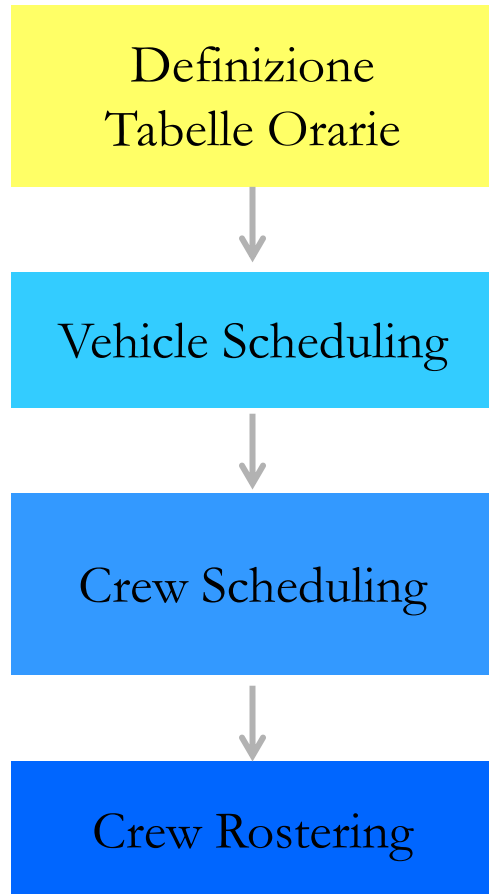 Definizione
Tabelle Orarie
Vehicle Scheduling
Crew Scheduling
Crew Rostering